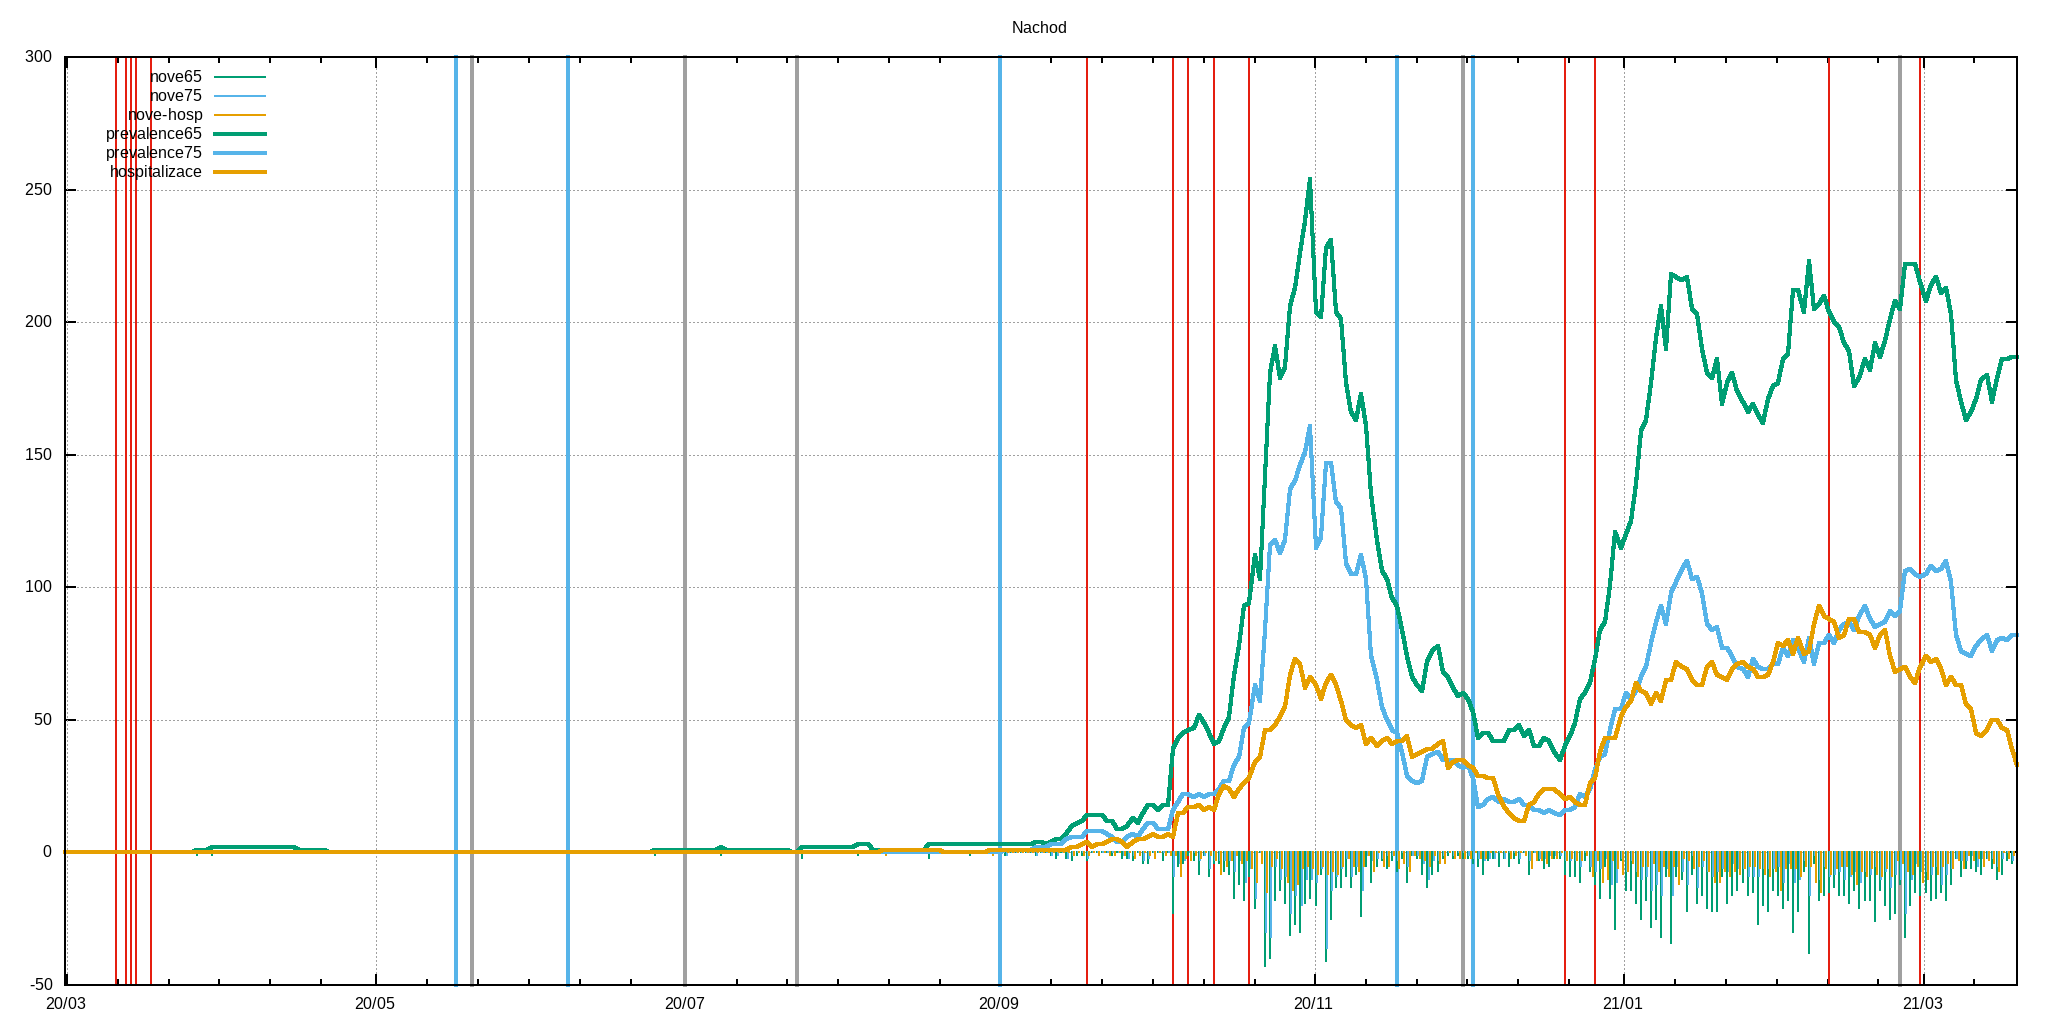 Nachod
300
250
200
150
100
50
0
-50
nove65
nove75
nove-hosp
prevalence65
prevalence75
hospitalizace
20/03 20/05 20/07 20/09 20/11 21/01 21/03